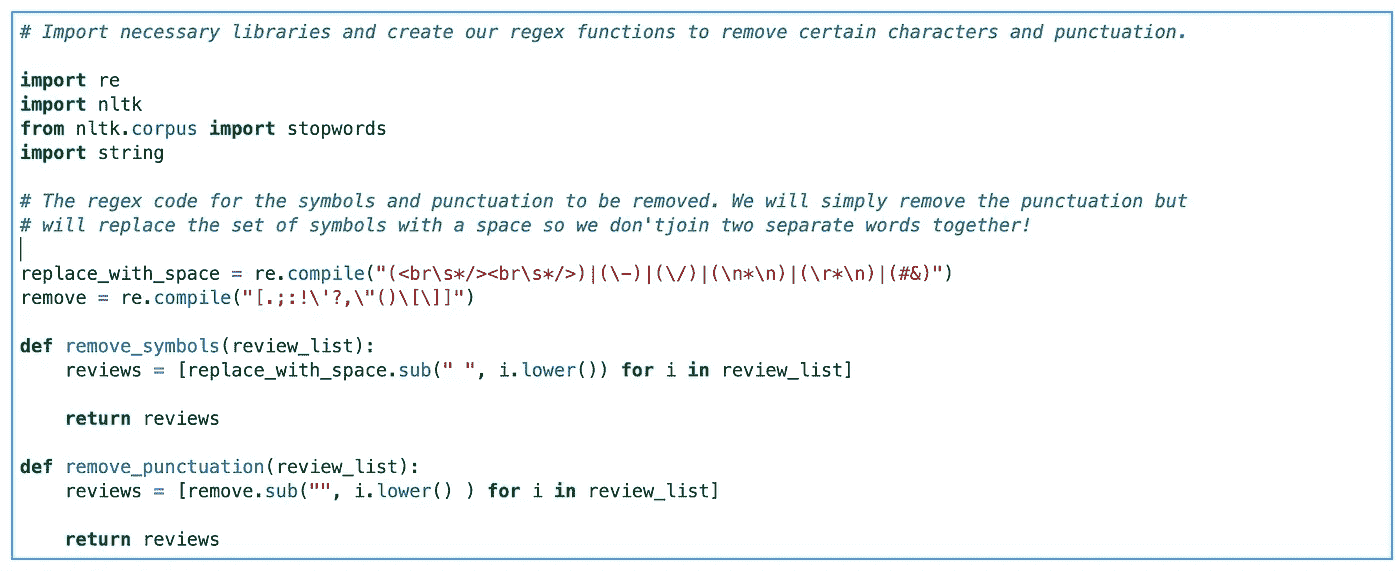 # Import necessary libraries and create our regex functions to remove certain characters and punctuation.
import re
import nltk
from nltk.corpus import stopwords
import string
# The regex code for the symbols and punctuation to be removed. We will simply remove the punctuation but
# will replace the set of symbols with a space so we don'tjoin two separate words together!
replace_with_space = re.compile("(<br\s*/><br\s*/>)|(\-)|(\/)|(\n*\n)|(\r*\n)|(#&)")
remove = re.compile("[.;:!\'?,\"()\[\]]")
def remove_symbols(review_list):
    reviews = [replace_with_space.sub(" ", i.lower()) for i in review_list]
    return reviews
def remove_punctuation(review_list):
    reviews = [remove.sub("", i.lower() ) for i in review_list]
    return reviews